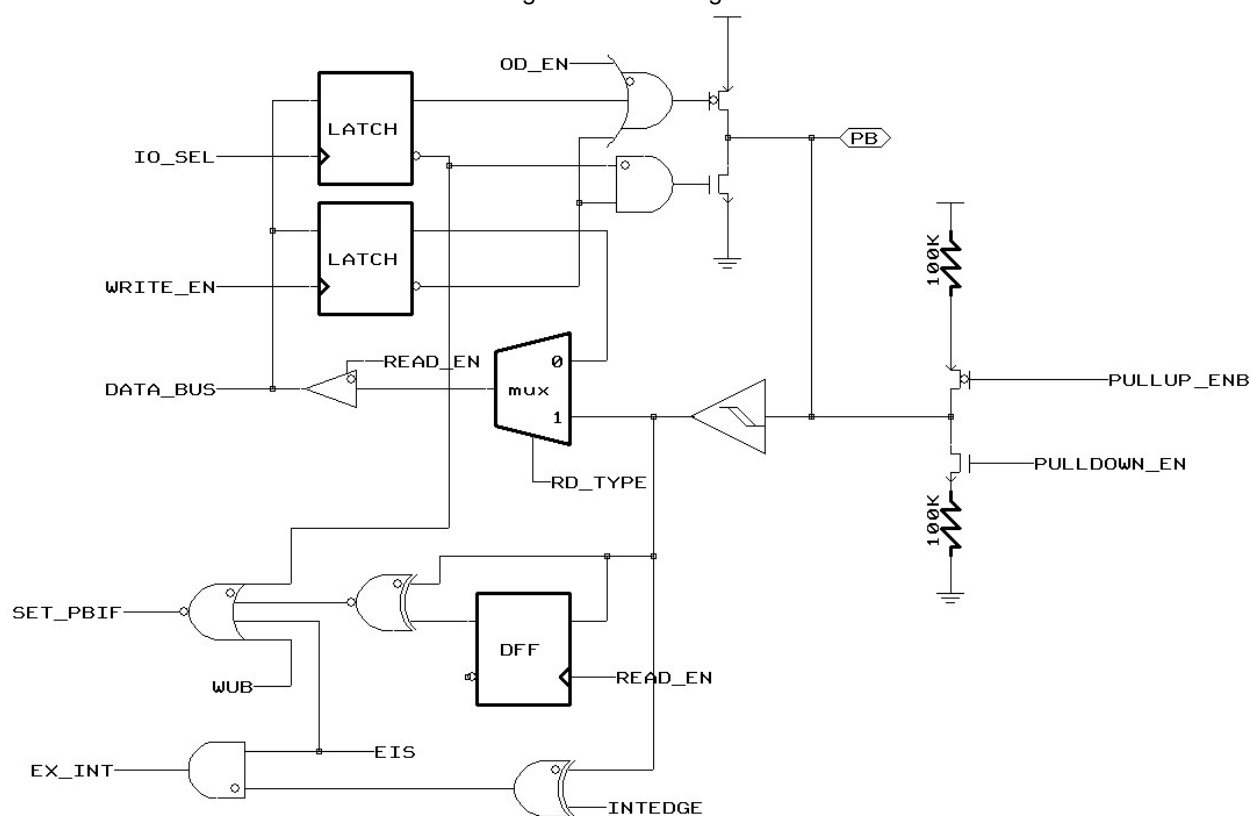 OD_EN
LATCH
PB
IO_SEL
LATCH
100K
WRITE_EN
READ_EN
0
DATA_BUS
mux
PULLUP_ENB
1
PULLDOWN_EN
RD_TYPE
100K
SET_PBIF
DFF
READ_EN
WUB
EIS
EX_INT
INTEDGE